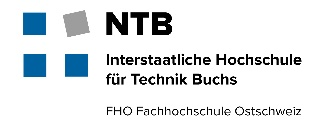 NTB
Interstaatliche Hochschule
für Technik Buchs
FHO Fachhochschule Ostschweiz